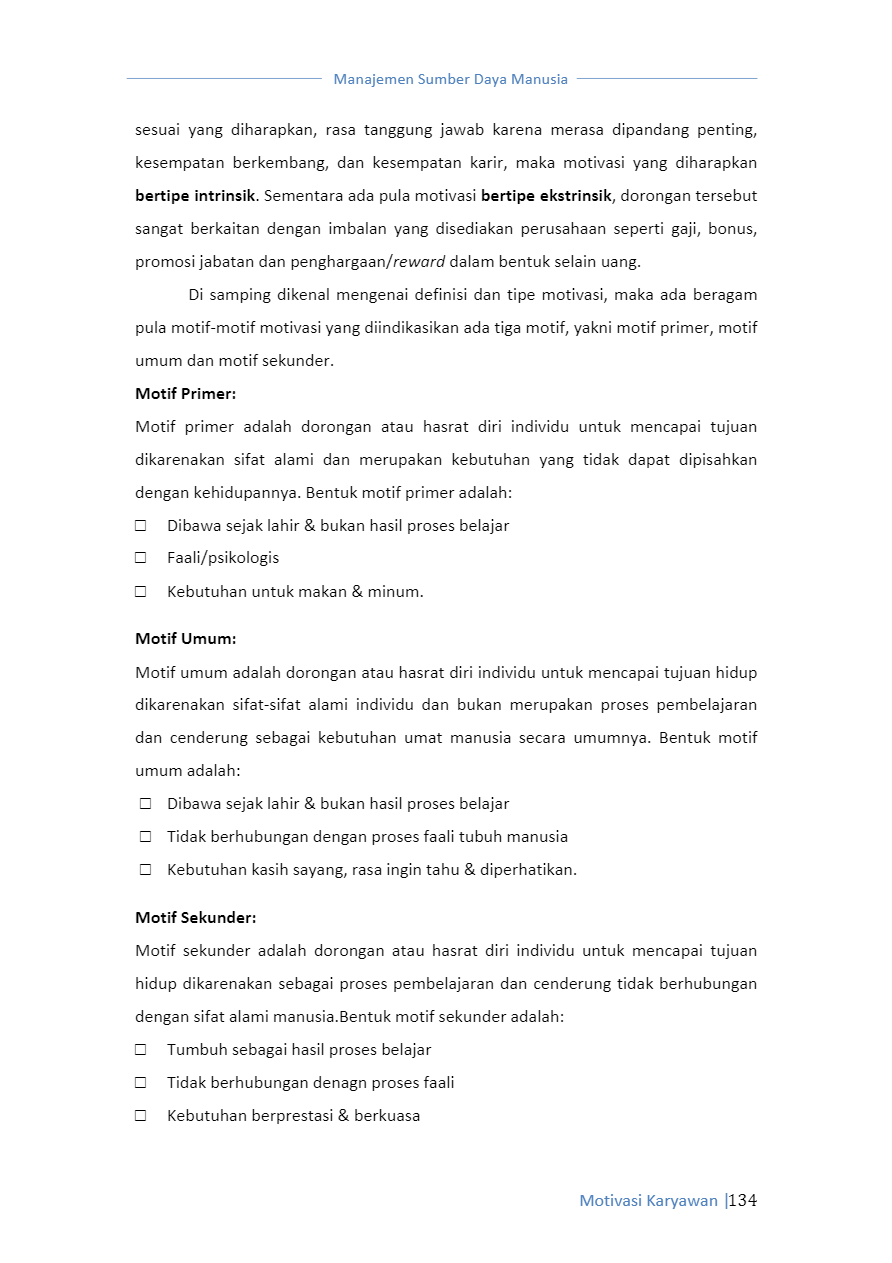 Manajemen Sumber Daya Manusia
sesuai yang diharapkan, rasa tanggung jawab karena merasa dipandang penting,
kesempatan berkembang, dan kesempatan karir, maka motivasi yang diharapkan
bertipe intrinsik. Sementara ada pula motivasi bertipe ekstrinsik, dorongan tersebut
sangat berkaitan dengan imbalan yang disediakan perusahaan seperti gaji, bonus,
promosi jabatan dan penghargaan/reward dalam bentuk selain uang.
Di samping dikenal mengenai definisi dan tipe motivasi, maka ada beragam
pula motif-motif motivasi yang diindikasikan ada tiga motif, yakni motif primer, motif
umum dan motif sekunder.
Motif Primer:
Motif primer adalah dorongan atau hasrat diri individu untuk mencapai tujuan
dikarenakan sifat alami dan merupakan kebutuhan yang tidak dapat dipisahkan
dengan kehidupannya. Bentuk motif primer adalah:
□ Dibawa sejak lahir & bukan hasil proses belajar
□ Faali/psikologis
□ Kebutuhan untuk makan & minum.
Motif Umum:
Motif umum adalah dorongan atau hasrat diri individu untuk mencapai tujuan hidup
dikarenakan sifat-sifat alami individu dan bukan merupakan proses pembelajaran
dan cenderung sebagai kebutuhan umat manusia secara umumnya. Bentuk motif
umum adalah:
□ Dibawa sejak lahir & bukan hasil proses belajar
□ Tidak berhubungan dengan proses faali tubuh manusia
□ Kebutuhan kasih sayang, rasa ingin tahu & diperhatikan.
Motif Sekunder:
Motif sekunder adalah dorongan atau hasrat diri individu untuk mencapai tujuan
hidup dikarenakan sebagai proses pembelajaran dan cenderung tidak berhubungan
dengan sifat alami manusia.Bentuk motif sekunder adalah:
□ Tumbuh sebagai hasil proses belajar
□ Tidak berhubungan denagn proses faali
□ Kebutuhan berprestasi & berkuasa
Motivasi Karyawan |134